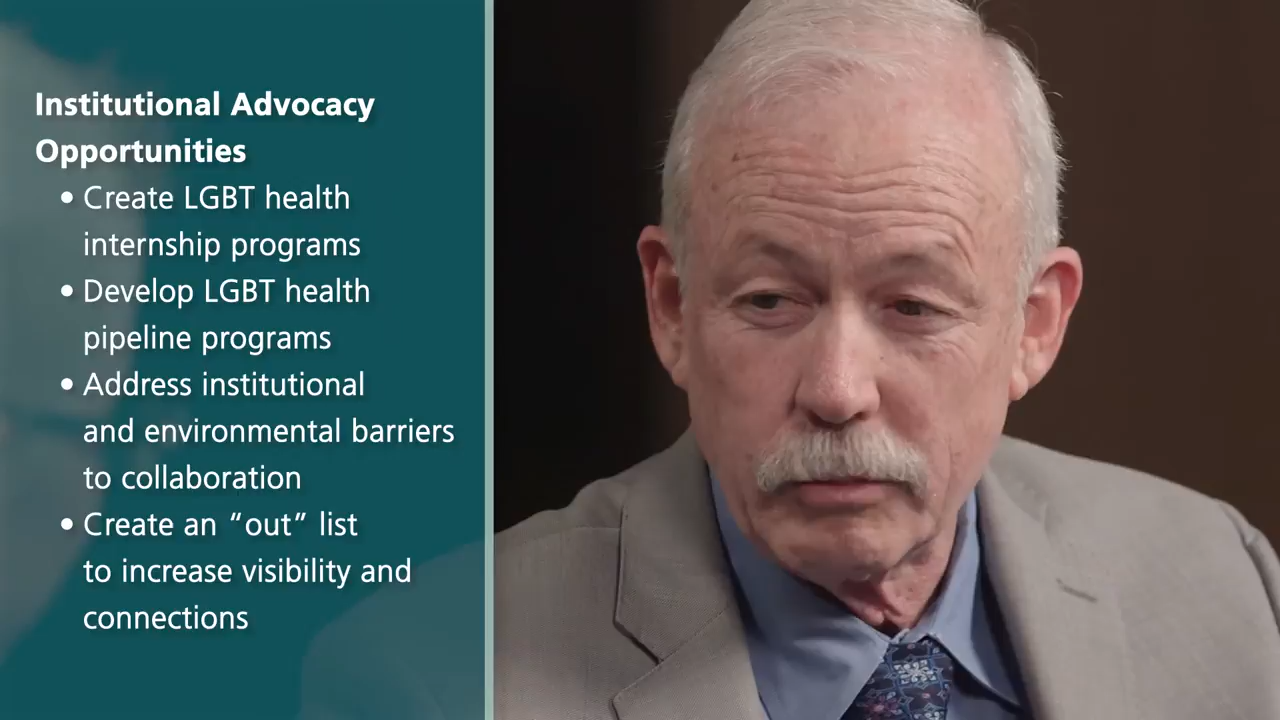 Institutional Advocacy
Opportunities
• Create LGBT health
internship programs
• Develop LGBT health
pipeline programs
• Address institutional
and environmental barriers
to collaboration
• Create an “out” list
to increase visibility and
connections